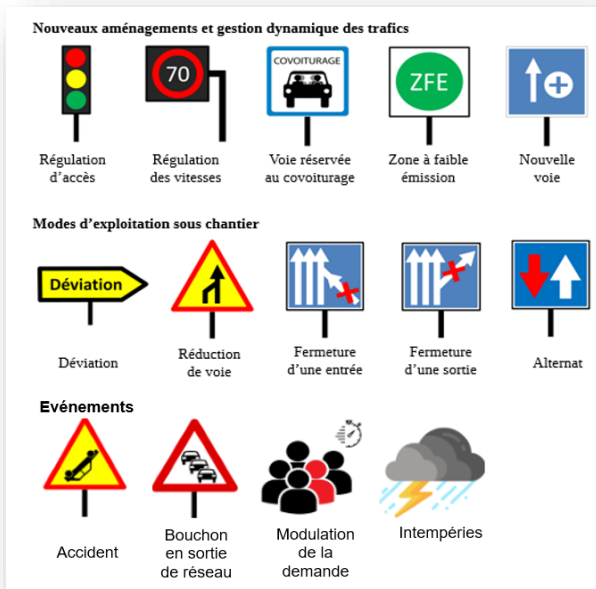 Nouveaux aménagements et gestion dynamique des trafics
70
COVOITURAGE
ZFE
Régulation
d'accès
Régulation
des vitesses
Voie réservée
au covoiturage
Zone à faible
émission
Nouvelle
voie
Modes d'exploitation sous chantier
Déviation
Déviation
Réduction
de voie
Fermeture
d'une entrée
Fermeture
d'une sortie
Alternat
Evénements
Accident
Bouchon
en sortie
de réseau
Modulation
de la
demande
Intempéries